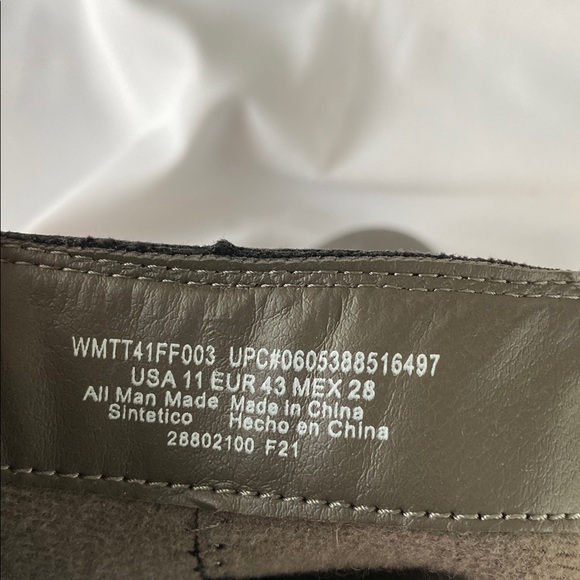 WMTT41FF003 UPC#0605388516497
USA 11 EUR 43 MEX 28
All Man Made Made in China
Sintetico Hecho en China
28802100 F21